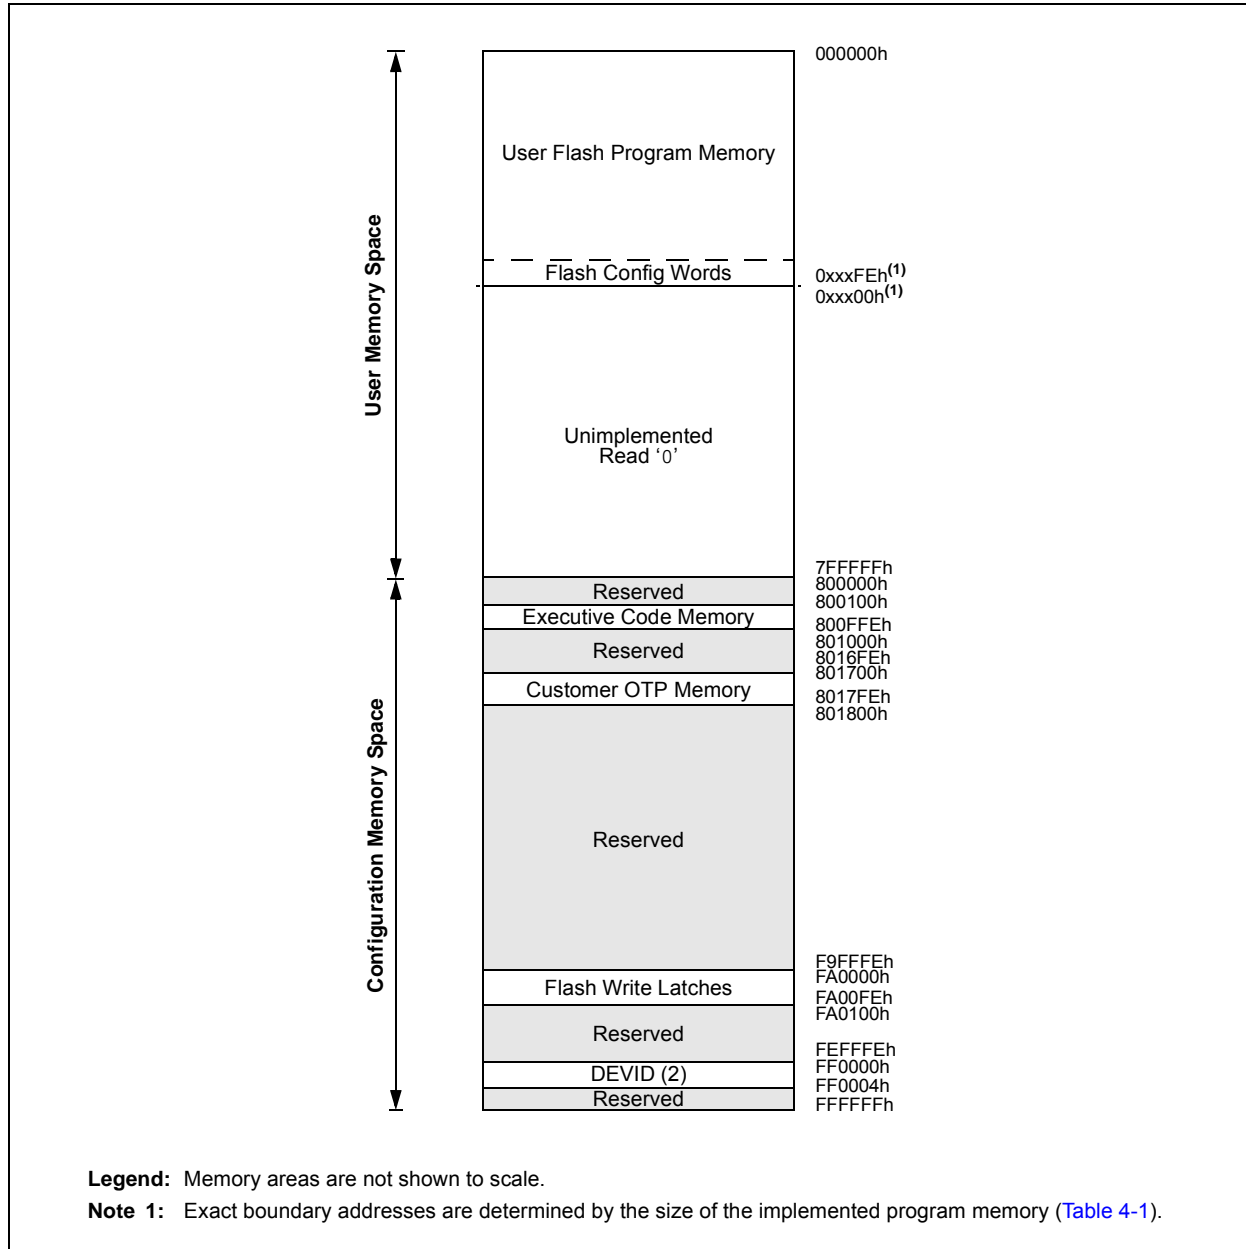 000000h
User Flash Program Memory
Flash Config Words
0xxxFEh(1)
0xxx00h(1)
User Memory Space
Unimplemented
Read ‘0’
7FFFFFh
800000h
Reserved
800100h
Executive Code Memory
800FFEh
801000h
Reserved
8016FEh
801700h
Customer OTP Memory
8017FEh
801800h
Configuration Memory Space
Reserved
F9FFFEh
FA0000h
Flash Write Latches
FA00FEh
FA0100h
Reserved
FEFFFEh
FF0000h
DEVID (2)
FF0004h
Reserved
FFFFFFh
Legend: Memory areas are not shown to scale.
Note 1: Exact boundary addresses are determined by the size of the implemented program memory (Table 4-1).